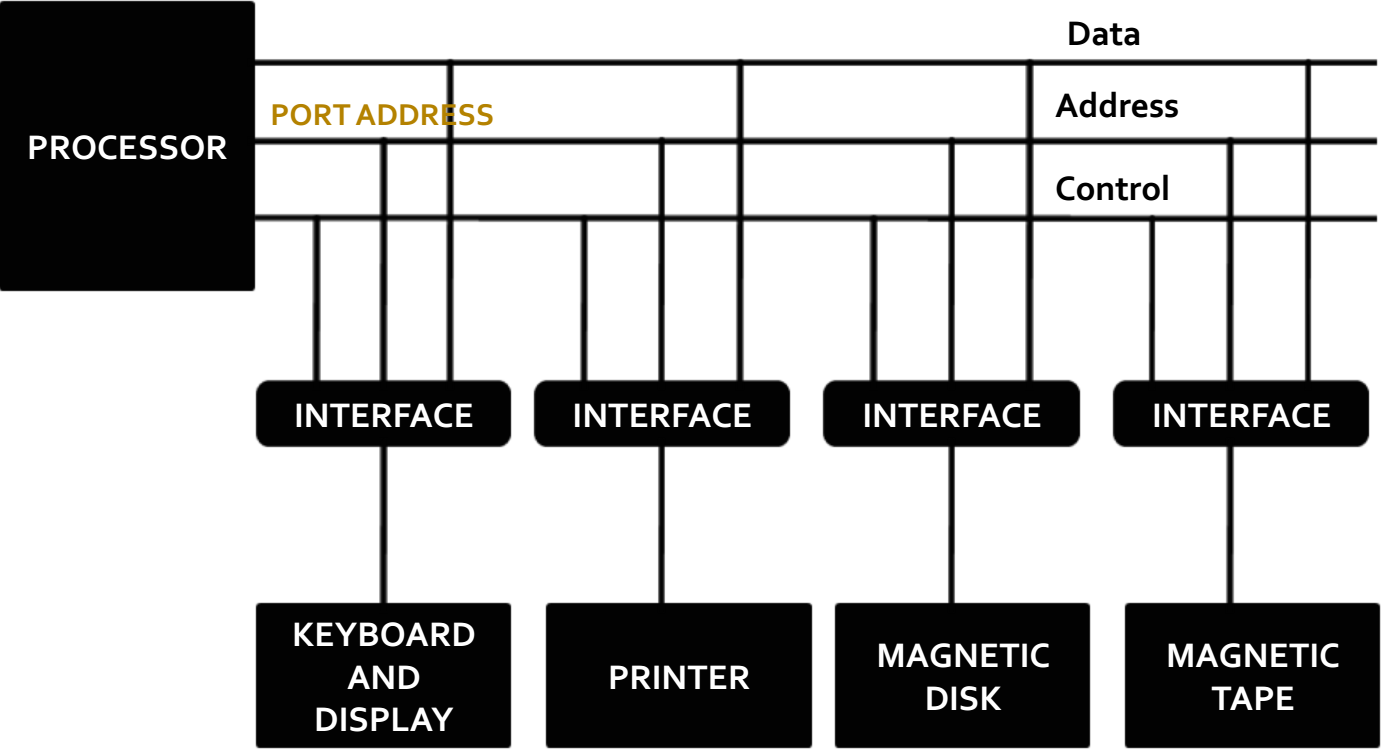 Data
PORT ADDRESS
Address
PROCESSOR
Control
INTERFACE
INTERFACE
INTERFACE
INTERFACE
KEYBOARD
AND
DISPLAY
PRINTER
MAGNETIC
DISK
MAGNETIC
TAPE